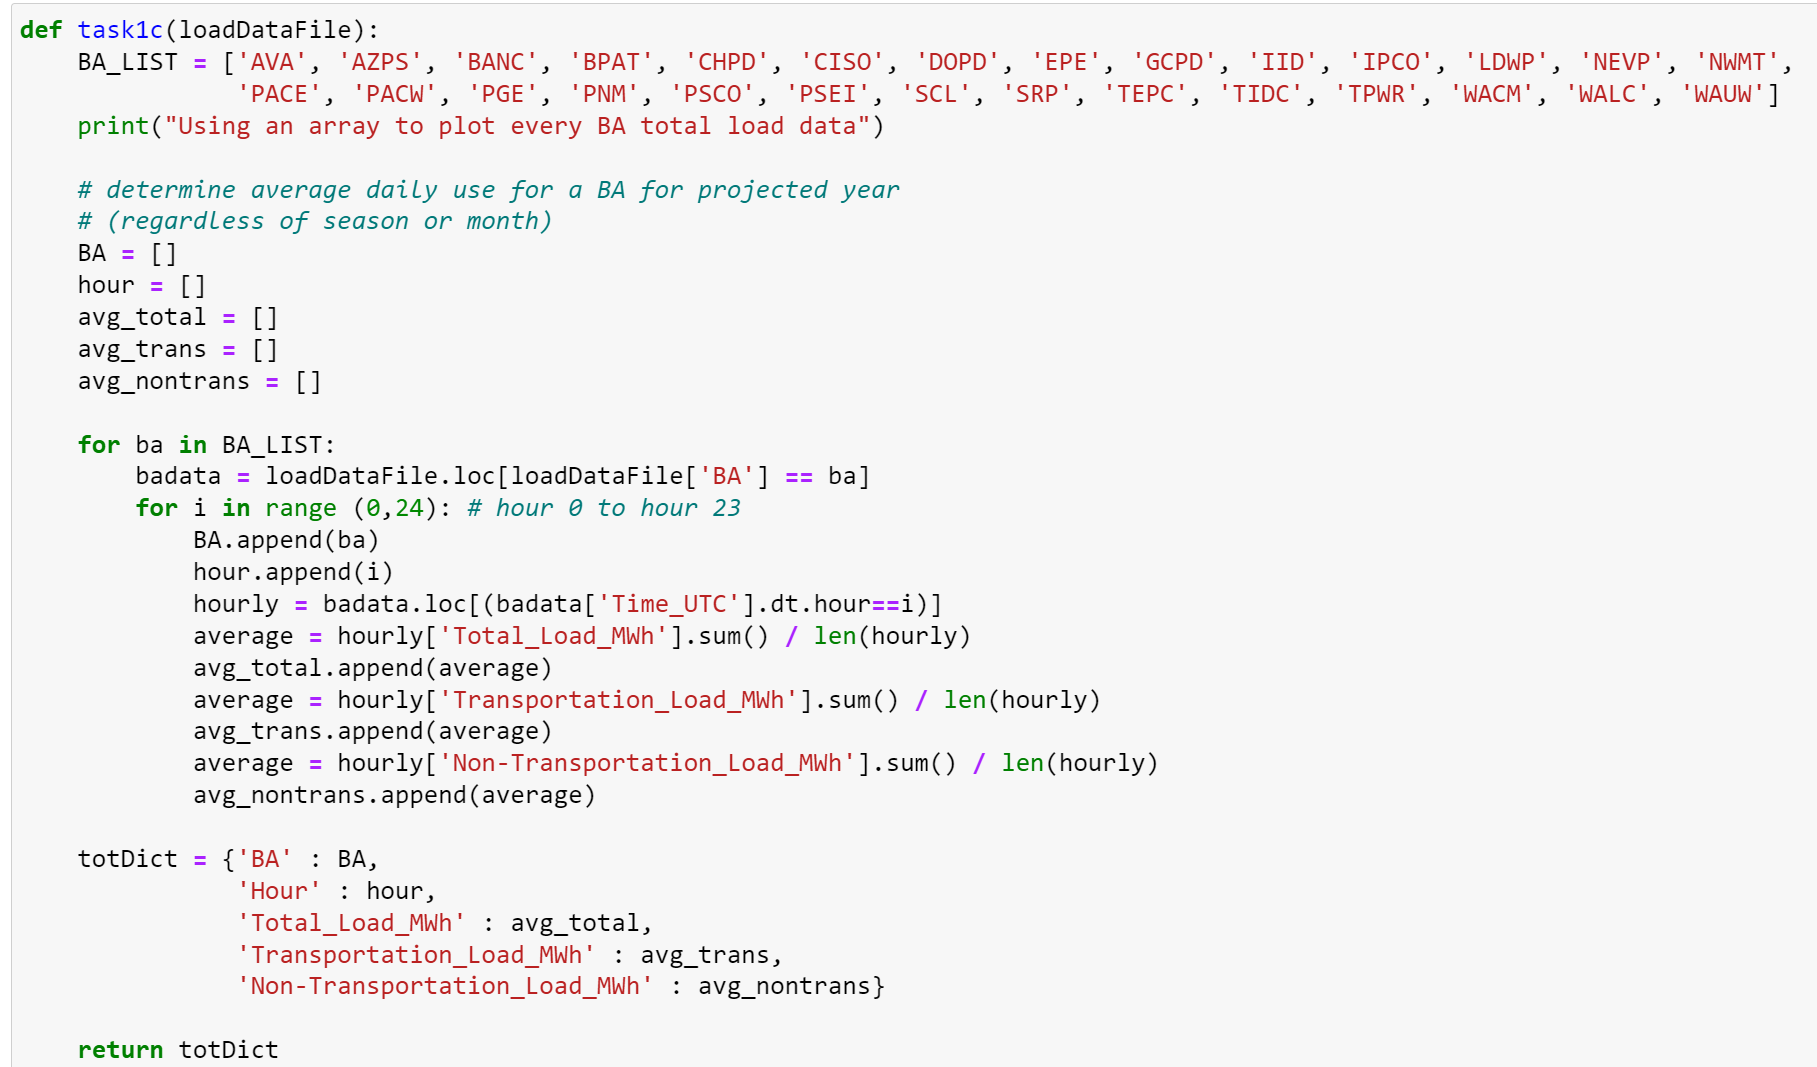 def task1c(loadDataFile):
    BA_LIST = ['AVA', 'AZPS', 'BANC', 'BPAT', 'CHPD', 'CISO', 'DOPD', 'EPE', 'GCPD', 'IID', 'IPCO', 'LDWP', 'NEVP', 'NWMT',
               'PACE', 'PACW', 'PGE', 'PNM', 'PSCO', 'PSEI', 'SCL', 'SRP', 'TEPC', 'TIDC', 'TPWR', 'WACM', 'WALC', 'WAUW']
    print("Using an array to plot every BA total load data")

    # determine average daily use for a BA for projected year
    # (regardless of season or month)
    BA = []
    hour = []
    avg_total = []
    avg_trans = []
    avg_nontrans = []

    for ba in BA_LIST:
        badata = loadDataFile.loc[loadDataFile['BA'] == ba]
        for i in range (0,24): # hour 0 to hour 23
            BA.append(ba)
            hour.append(i)
            hourly = badata.loc[(badata['Time_UTC'].dt.hour==i)]
            average = hourly['Total_Load_MWh'].sum() / len(hourly)
            avg_total.append(average)
            average = hourly['Transportation_Load_MWh'].sum() / len(hourly)
            avg_trans.append(average)
            average = hourly['Non-Transportation_Load_MWh'].sum() / len(hourly)
            avg_nontrans.append(average)

    totDict = {'BA' : BA,
               'Hour' : hour,
               'Total_Load_MWh' : avg_total,
               'Transportation_Load_MWh' : avg_trans,
               'Non-Transportation_Load_MWh' : avg_nontrans}

    return totDict